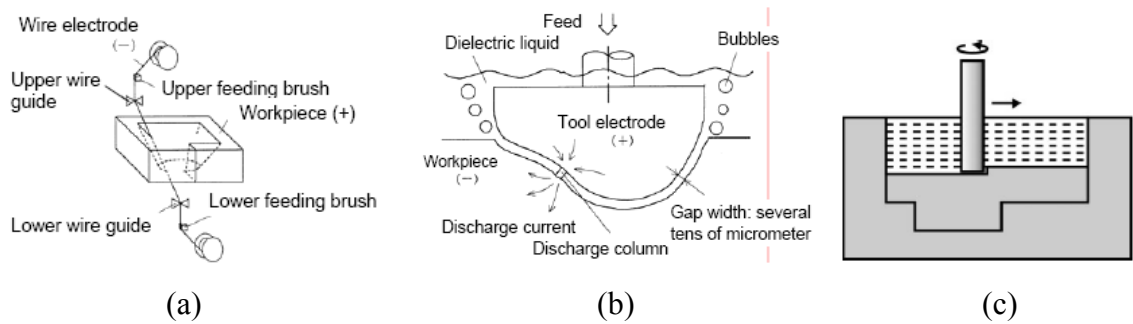 Wire electrode
(−)
Upper wire
guide
Upper feeding brush
Workpiece (+)
Lower feeding brush
Lower wire guide
(a)
Feed
Dielectric liquid
Bubbles
Tool electrode
(+)
Workpiece
(−)
Discharge current
Discharge column
Gap width: several
tens of micrometer
(b)
(c)